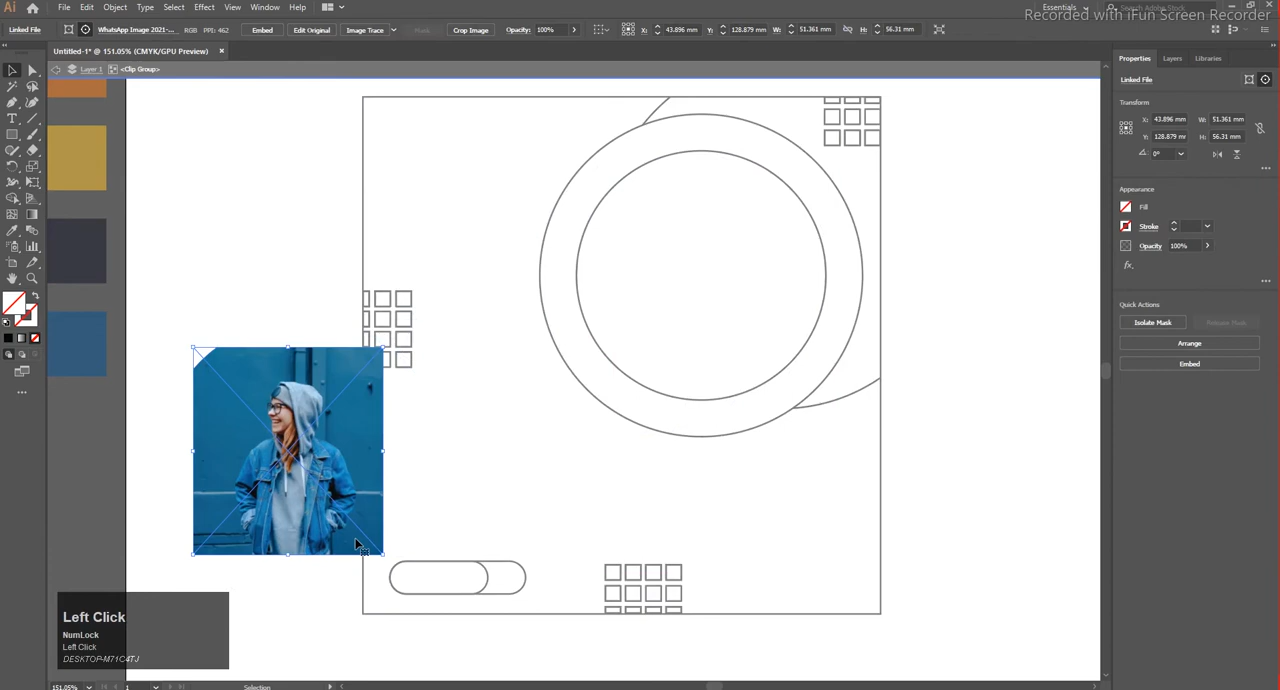 Ai File Edit Object Type Select Effect View Window Help Essentials Search Adobe Stock
Recorded with iFun Screen Recorder
Linked File WhatsApp Image 2021-... RGB PPI: 462 Embed Edit Original Image Trace Mask Crop Image Opacity: 100% X: 43.896 mm Y: 128.879 mm W: 51.361 mm H: 56.31 mm
Untitled-1* @ 151.05% (CMYK/GPU Preview) ×
Layer 1 <Clip Group>
Properties Layers Libraries
Linked File
Transform
X: 43.896 mm W: 51.361 mm
Y: 128.879 mr H: 56.31 mm
0°
Appearance
Fill
Stroke
Opacity 100%
fx.
Quick Actions
Isolate Mask Release Mask
Arrange
Embed
Left Click
NumLock
Left Click
DESKTOP-M71C4TJ
151.05% 1 Selection